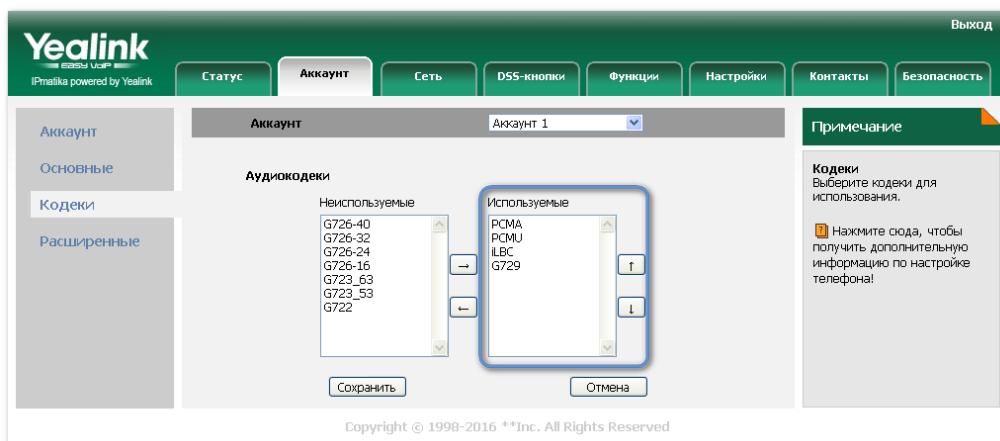 Выход
Yealink
EASY VoIP
IPmatika powered by Yealink
Статус
Аккаунт
Сеть
DSS-кнопки
Функции
Настройки
Контакты
Безопасность
Аккаунт
Основные
Кодеки
Расширенные
Аккаунт
Аккаунт 1
Аудиокодеки
Неиспользуемые
G726-40
G726-32
G726-24
G726-16
G723_63
G723_53
G722
→
←
Используемые
PCMA
PCMU
iLBC
G729
↑
↓
Сохранить
Отмена
Примечание
Кодеки
Выберите кодеки для
использования.
? Нажмите сюда, чтобы
получить дополнительную
информацию по настройке
телефона!
Copyright © 1998-2016 **Inc. All Rights Reserved